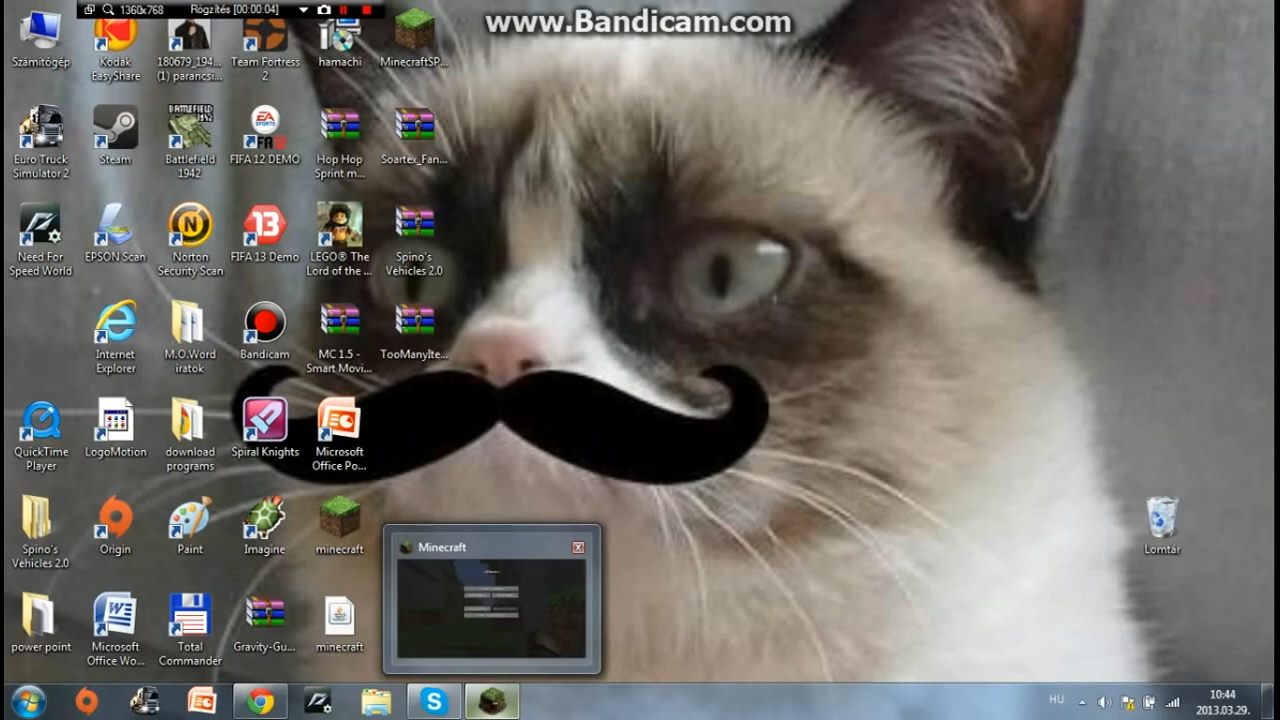 1360x768 Rögzítés [00:00:04]
www.Bandicam.com
Számítógép
Kodak
EasyShare
180679_194...
(1) parancsi...
Team Fortress
2
hamachi
MinecraftSP...
BATTLEFIELD
1942
EA
SPORTS
Euro Truck
Simulator 2
Steam
Battlefield
1942
FIFA 12 DEMO
Hop Hop
Sprint m...
Soartex_Fan...
13
Need For
Speed World
EPSON Scan
Norton
Security Scan
FIFA 13 Demo
LEGO® The
Lord of the ...
Spino's
Vehicles 2.0
Internet
Explorer
M.O.Word
iratok
Bandicam
MC 1.5 -
Smart Movi...
TooManyIte...
QuickTime
Player
LogoMotion
download
programs
Spiral Knights
Microsoft
Office Po...
Spino's
Vehicles 2.0
Origin
Paint
Imagine
minecraft
Minecraft
Lomtár
power point
Microsoft
Office Wo...
Total
Commander
Gravity-Gu...
minecraft
HU
10:44
2013.03.29.